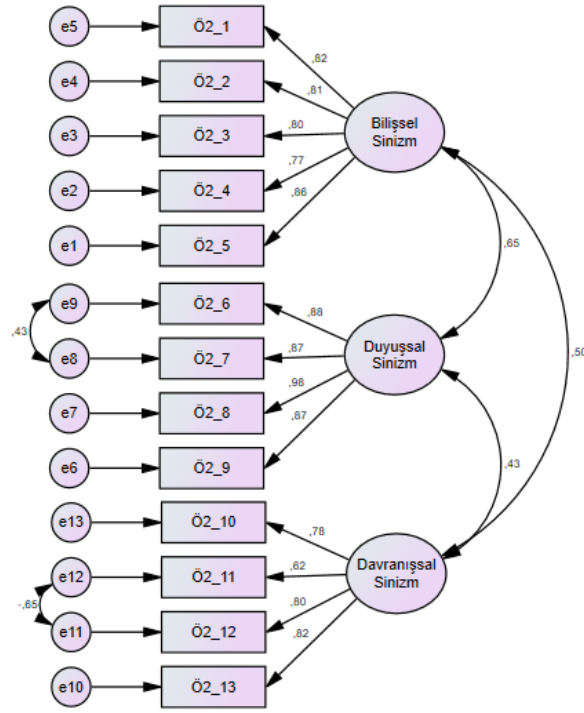 e5
Ö2_1
,82
e4
Ö2_2
,81
e3
Ö2_3
,80
Bilişsel
Sinizm
e2
Ö2_4
,77
e1
Ö2_5
,86
,65
e9
Ö2_6
,88
,43
e8
Ö2_7
,87
Duyuşsal
Sinizm
,50
e7
Ö2_8
,98
e6
Ö2_9
,87
,43
e13
Ö2_10
,78
e12
Ö2_11
,62
Davranışsal
Sinizm
-,65
e11
Ö2_12
,80
e10
Ö2_13
,82